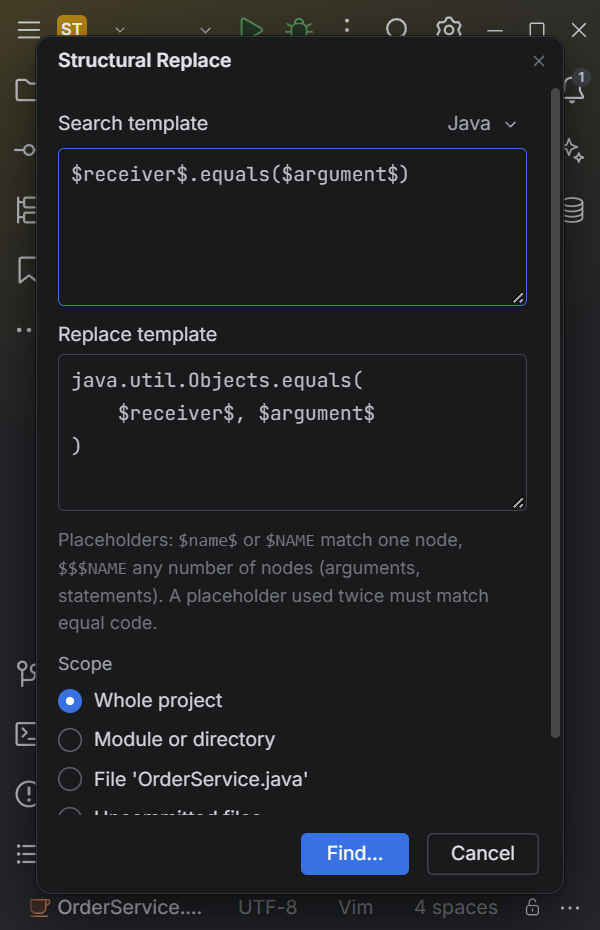 ST
Structural Replace
1
Search template
Java
$receiver$.equals($argument$)
Replace template
java.util.Objects.equals(
    $receiver$, $argument$
)
Placeholders: $name$ or $NAME match one node,
$$$NAME any number of nodes (arguments,
statements). A placeholder used twice must match
equal code.
Scope
Whole project
Module or directory
File 'OrderService.java'
Uncommitted files
Find...
Cancel
OrderService....
UTF-8
Vim
4 spaces